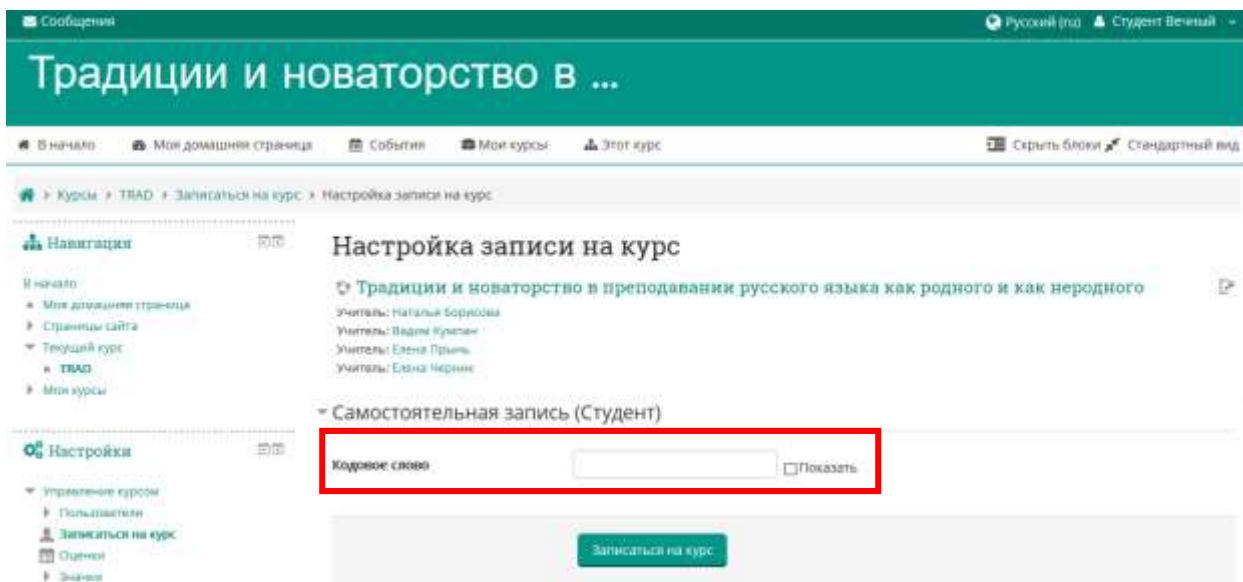 Сообщения Русский (ru) Студент Вечный
Традиции и новаторство в ...
В начало Моя домашняя страница События Мои курсы Этот курс Скрыть блоки Стандартный вид
Курсы TRAD Записаться на курс Настройка записи на курс
Навигация
В начало
Моя домашняя страница
Страницы сайта
Текущий курс
TRAD
Мои курсы
Настройки
Управление курсом
Пользователи
Записаться на курс
Оценки
Значки
Настройка записи на курс
Традиции и новаторство в преподавании русского языка как родного и как неродного
Учитель: Наталья Борисова
Учитель: Вадим
Учитель: Елена
Учитель: Елена Черник
Самостоятельная запись (Студент)
Кодовое слово Показать
Записаться на курс